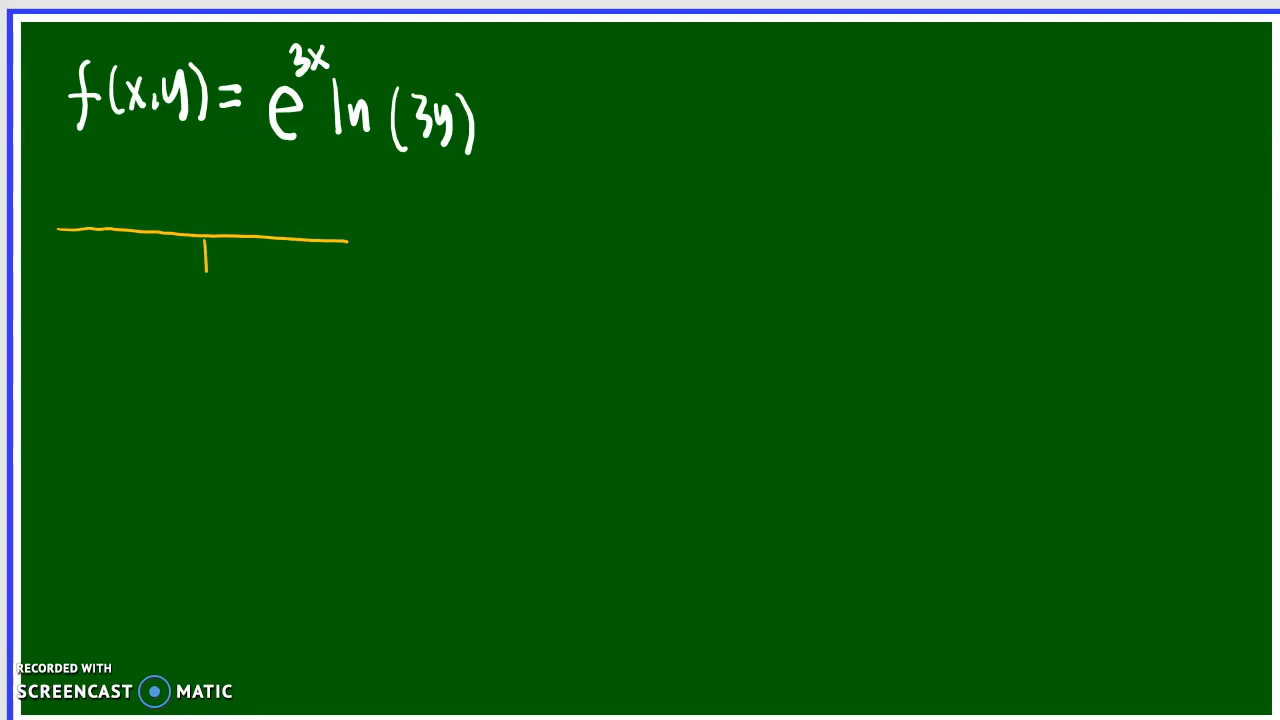 f(x,y) = e^{3x} ln (3y)
RECORDED WITH
SCREENCAST MATIC